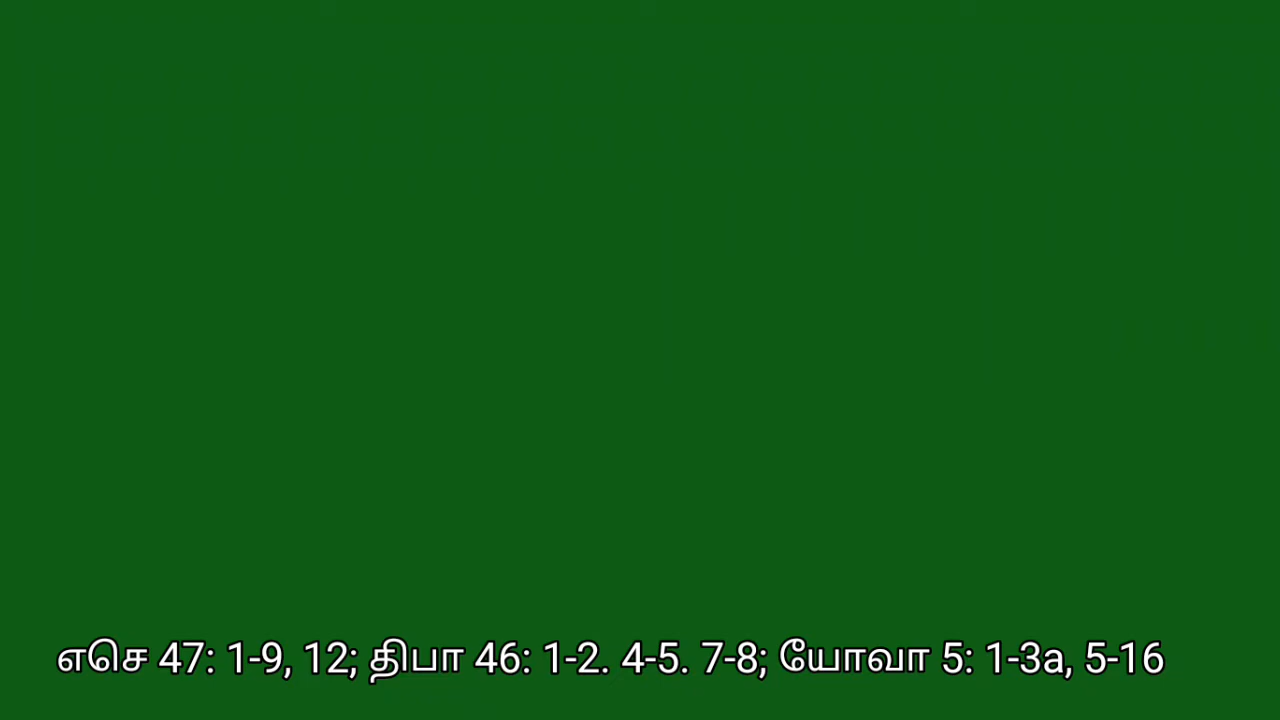 எசெ 47: 1-9, 12; திபா 46: 1-2. 4-5. 7-8; யோவா 5: 1-3a, 5-16